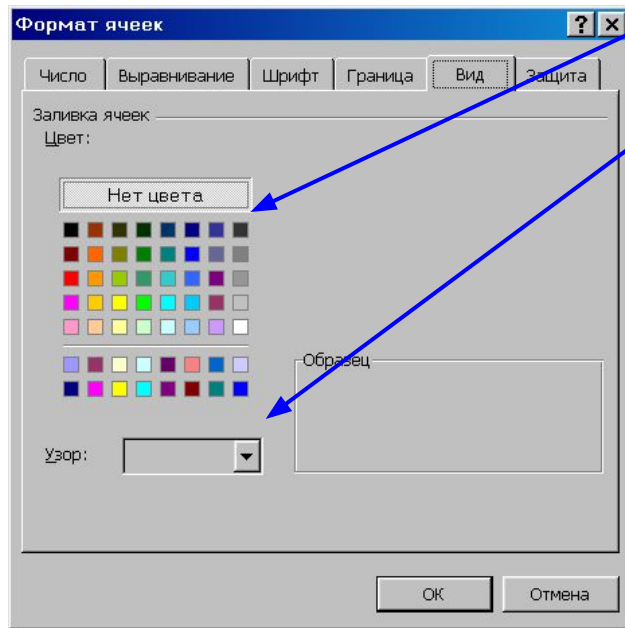 Формат ячеек
Число Выравнивание Шрифт Граница Вид Защита
Заливка ячеек
Цвет:
Нет цвета
Образец
Узор:
ОК Отмена